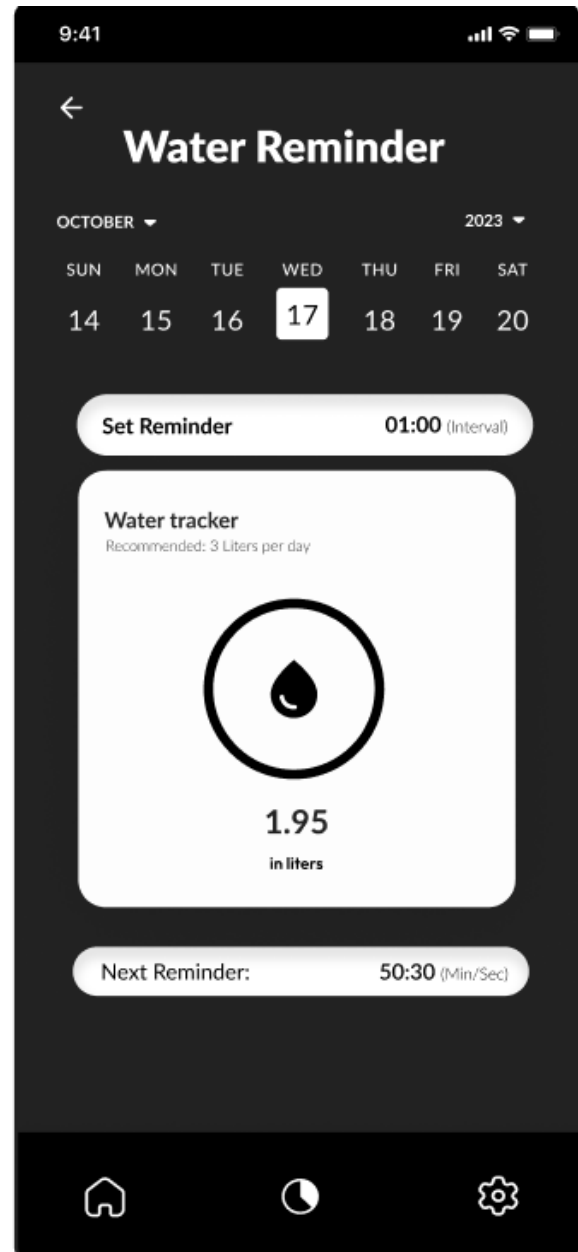 9:41
Water Reminder
OCTOBER 2023
SUN MON TUE WED THU FRI SAT
14 15 16 17 18 19 20
Set Reminder 01:00 (Interval)
Water tracker
Recommended: 3 Liters per day
1.95
in liters
Next Reminder: 50:30 (Min/Sec)